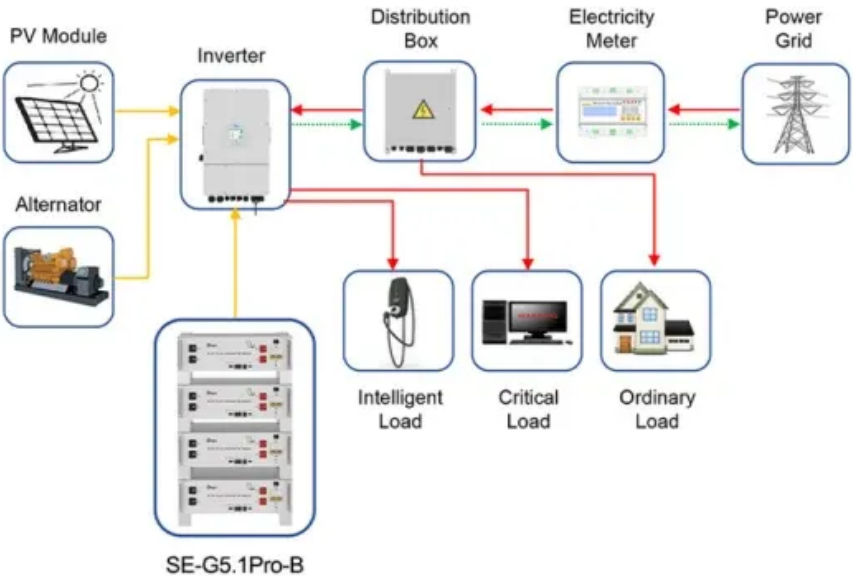 PV Module
Inverter
Distribution
Box
Electricity
Meter
Power
Grid
Alternator
Intelligent
Load
Critical
Load
Ordinary
Load
SE-G5.1Pro-B